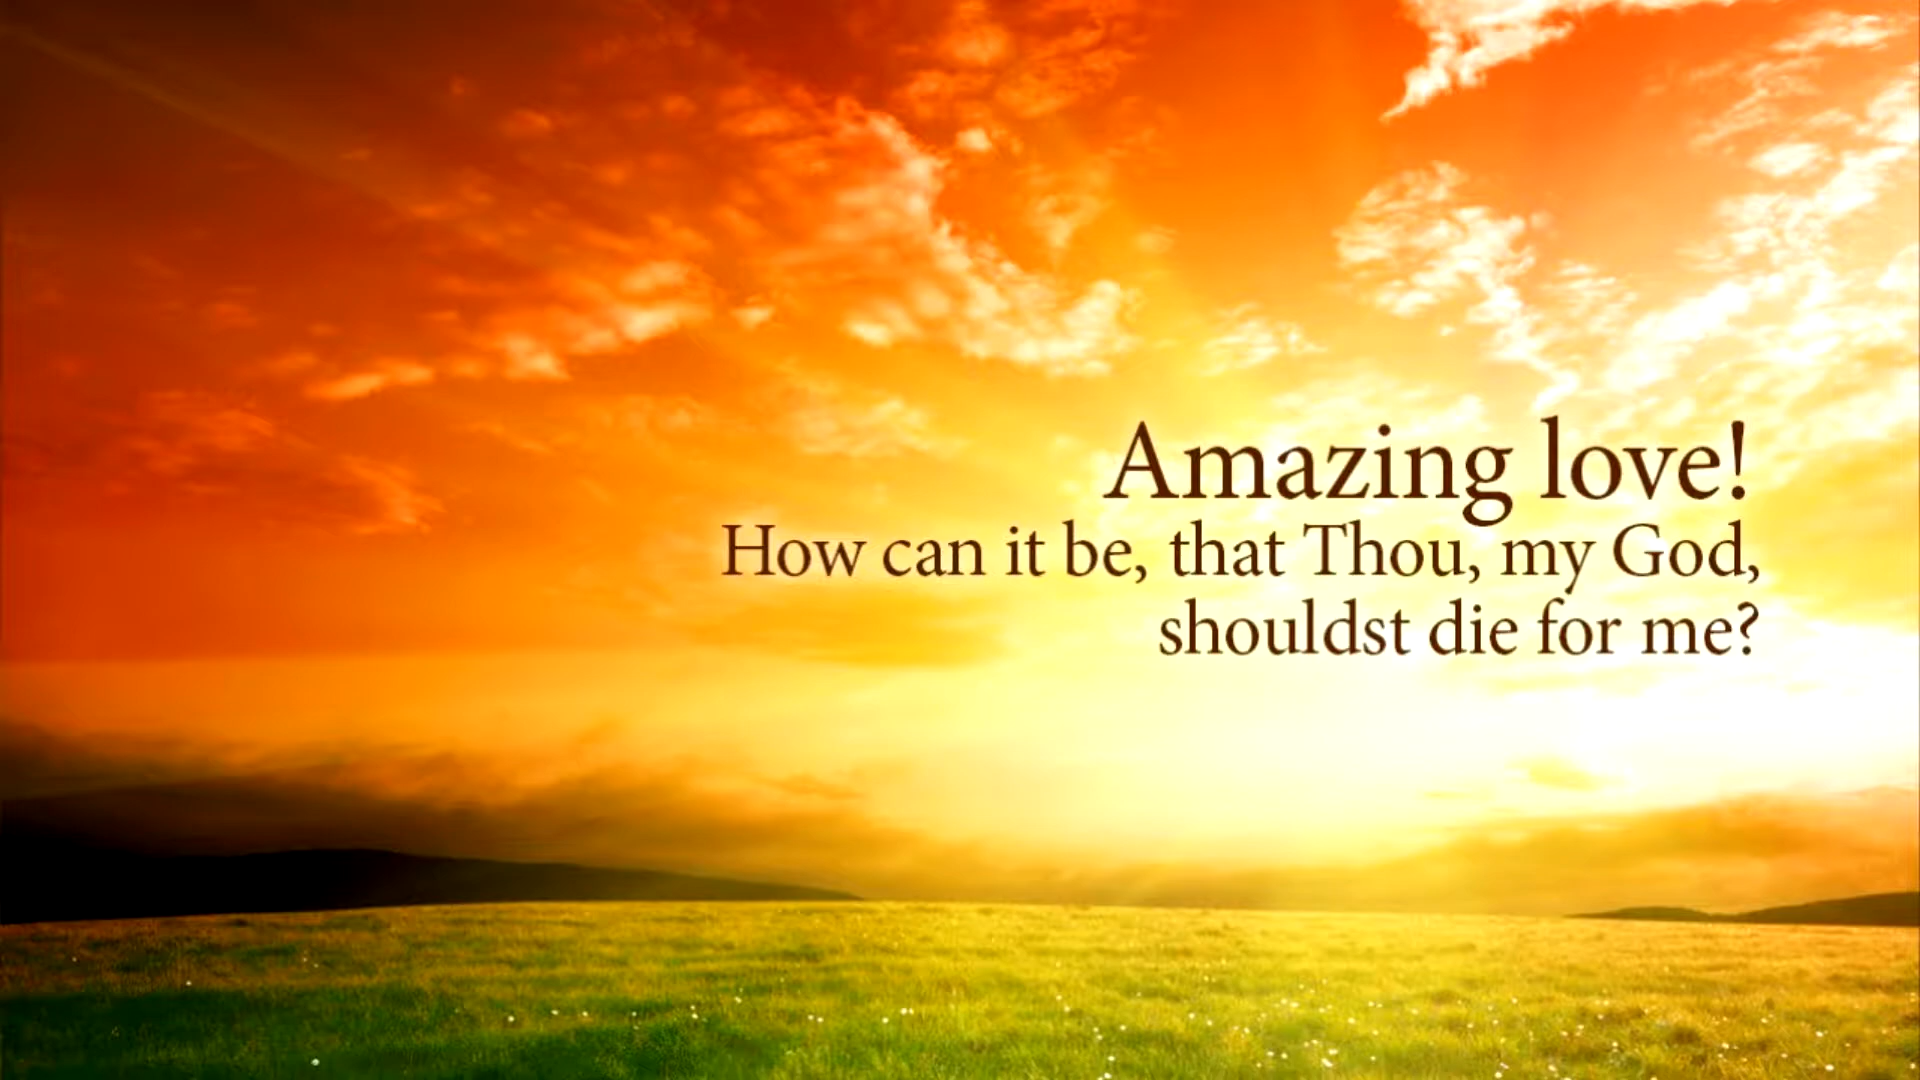 Amazing love!
How can it be, that Thou, my God,
shouldst die for me?